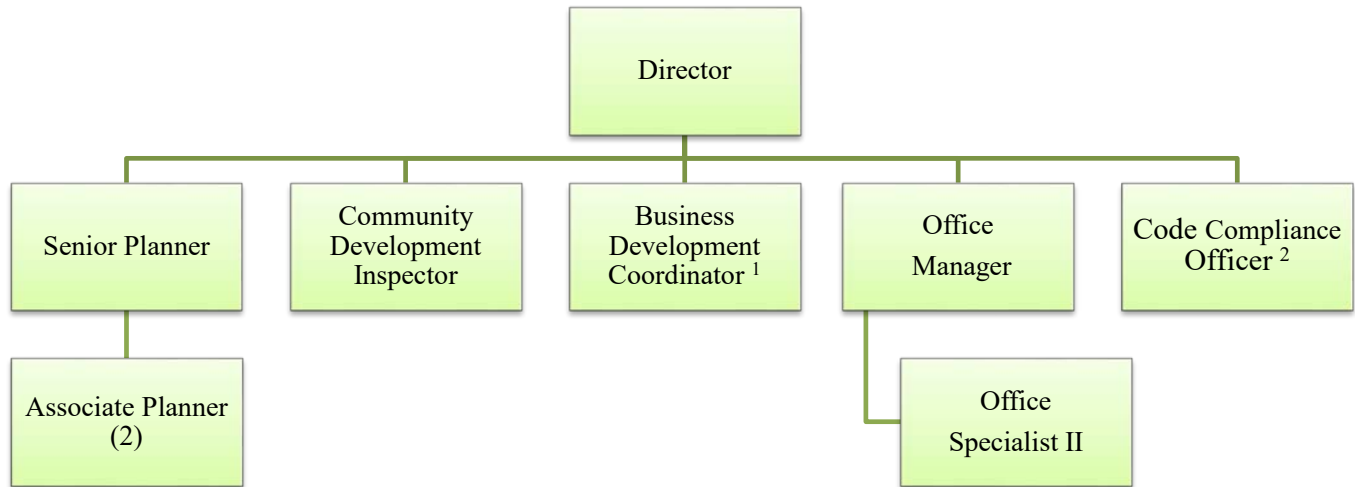 Director
Senior Planner
Community
Development
Inspector
Business
Development
Coordinator ¹
Office
Manager
Code Compliance
Officer ²
Associate Planner
(2)
Office
Specialist II